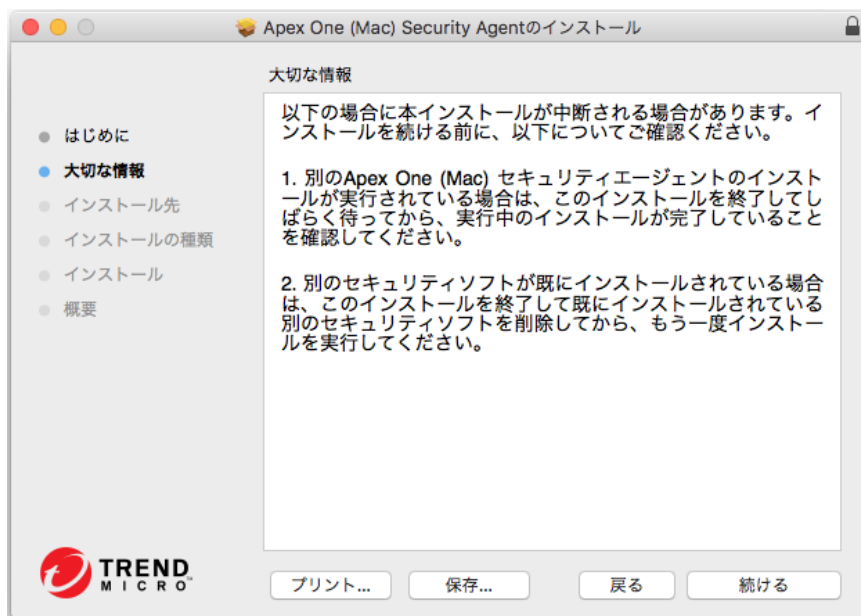 Apex One (Mac) Security Agentのインストール
大切な情報
はじめに
大切な情報
インストール先
インストールの種類
インストール
概要
以下の場合に本インストールが中断される場合があります。イ
ンストールを続ける前に、以下についてご確認ください。
1. 別のApex One (Mac) セキュリティエージェントのインスト
ールが実行されている場合は、このインストールを終了してし
ばらく待ってから、実行中のインストールが完了していること
を確認してください。
2. 別のセキュリティソフトが既にインストールされている場合
は、このインストールを終了して既にインストールされている
別のセキュリティソフトを削除してから、もう一度インストー
ルを実行してください。
TREND
MICRO™
プリント...
保存...
戻る
続ける